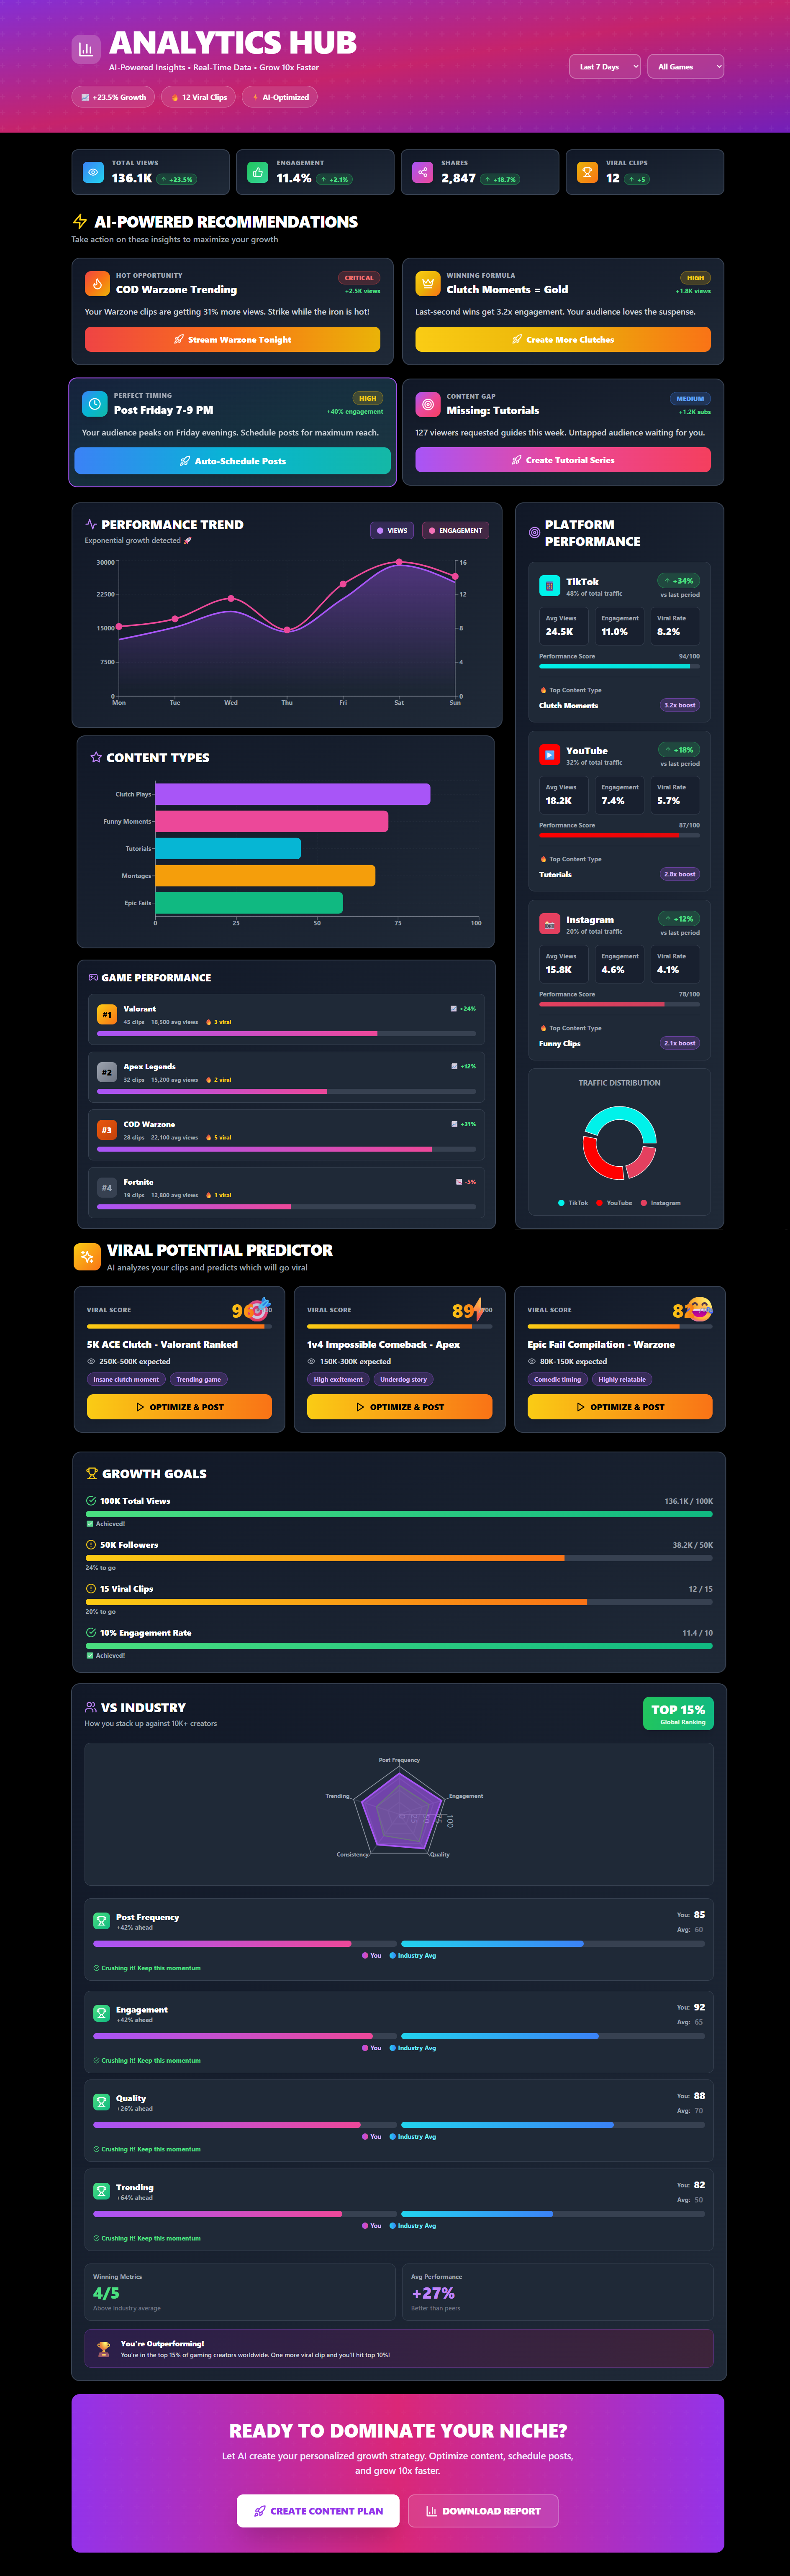 ANALYTICS HUB
AI-Powered Insights • Real-Time Data • Grow 10x Faster
Last 7 Days
All Games
+23.5% Growth
12 Viral Clips
AI-Optimized
TOTAL VIEWS
136.1K ↑ +23.5%
ENGAGEMENT
11.4% ↑ +2.1%
SHARES
2,847 ↑ +18.7%
VIRAL CLIPS
12 ↑ +5
AI-POWERED RECOMMENDATIONS
Take action on these insights to maximize your growth
HOT OPPORTUNITY
CRITICAL
COD Warzone Trending
+2.5K views
Your Warzone clips are getting 31% more views. Strike while the iron is hot!
Stream Warzone Tonight
WINNING FORMULA
HIGH
Clutch Moments = Gold
+1.8K views
Last-second wins get 3.2x engagement. Your audience loves the suspense.
Create More Clutches
PERFECT TIMING
HIGH
Post Friday 7-9 PM
+40% engagement
Your audience peaks on Friday evenings. Schedule posts for maximum reach.
Auto-Schedule Posts
CONTENT GAP
MEDIUM
Missing: Tutorials
+1.2K subs
127 viewers requested guides this week. Untapped audience waiting for you.
Create Tutorial Series
PERFORMANCE TREND
Exponential growth detected 🚀
VIEWS
ENGAGEMENT
30000
22500
15000
7500
0
16
12
8
4
0
Mon Tue Wed Thu Fri Sat Sun
CONTENT TYPES
Clutch Plays
Funny Moments
Tutorials
Montages
Epic Fails
0 25 50 75 100
GAME PERFORMANCE
#1
Valorant
+24%
45 clips 18,500 avg views 🔥 3 viral
#2
Apex Legends
+12%
32 clips 15,200 avg views 🔥 2 viral
#3
COD Warzone
+31%
28 clips 22,100 avg views 🔥 5 viral
#4
Fortnite
-5%
19 clips 12,800 avg views 🔥 1 viral
PLATFORM
PERFORMANCE
TikTok
48% of total traffic
↑ +34%
vs last period
Avg Views
24.5K
Engagement
11.0%
Viral Rate
8.2%
Performance Score 94/100
🔥 Top Content Type
Clutch Moments 3.2x boost
YouTube
32% of total traffic
↑ +18%
vs last period
Avg Views
18.2K
Engagement
7.4%
Viral Rate
5.7%
Performance Score 87/100
🔥 Top Content Type
Tutorials 2.8x boost
Instagram
20% of total traffic
↑ +12%
vs last period
Avg Views
15.8K
Engagement
4.6%
Viral Rate
4.1%
Performance Score 78/100
🔥 Top Content Type
Funny Clips 2.1x boost
TRAFFIC DISTRIBUTION
TikTok YouTube Instagram
VIRAL POTENTIAL PREDICTOR
AI analyzes your clips and predicts which will go viral
VIRAL SCORE
5K ACE Clutch - Valorant Ranked
250K-500K expected
Insane clutch moment
Trending game
OPTIMIZE & POST
VIRAL SCORE
89
1v4 Impossible Comeback - Apex
150K-300K expected
High excitement
Underdog story
OPTIMIZE & POST
VIRAL SCORE
Epic Fail Compilation - Warzone
80K-150K expected
Comedic timing
Highly relatable
OPTIMIZE & POST
GROWTH GOALS
100K Total Views 136.1K / 100K
✅ Achieved!
50K Followers 38.2K / 50K
24% to go
15 Viral Clips 12 / 15
20% to go
10% Engagement Rate 11.4 / 10
✅ Achieved!
VS INDUSTRY
How you stack up against 10K+ creators
TOP 15%
Global Ranking
Post Frequency
Trending
Engagement
0 25 50 75 100
Consistency
Quality
Post Frequency
+42% ahead
You: 85
Avg: 60
You Industry Avg
Crushing it! Keep this momentum
Engagement
+42% ahead
You: 92
Avg: 65
You Industry Avg
Crushing it! Keep this momentum
Quality
+26% ahead
You: 88
Avg: 70
You Industry Avg
Crushing it! Keep this momentum
Trending
+64% ahead
You: 82
Avg: 50
You Industry Avg
Crushing it! Keep this momentum
Winning Metrics
4/5
Above industry average
Avg Performance
+27%
Better than peers
You're Outperforming!
You're in the top 15% of gaming creators worldwide. One more viral clip and you'll hit top 10%!
READY TO DOMINATE YOUR NICHE?
Let AI create your personalized growth strategy. Optimize content, schedule posts,
and grow 10x faster.
CREATE CONTENT PLAN
DOWNLOAD REPORT